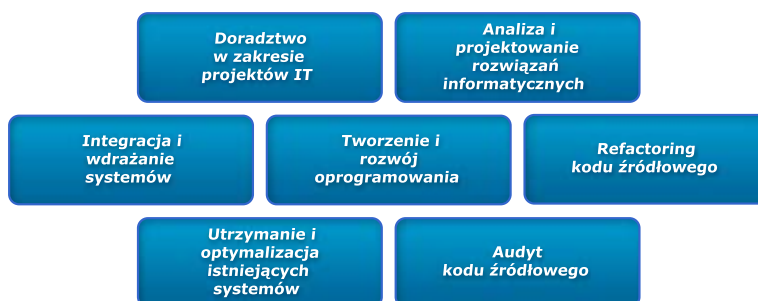 Doradztwo
w zakresie
projektów IT
Analiza i
projektowanie
rozwiązań
informatycznych
Integracja i
wdrażanie
systemów
Tworzenie i
rozwój
oprogramowania
Refactoring
kodu źródłowego
Utrzymanie i
optymalizacja
istniejących
systemów
Audyt
kodu źródłowego